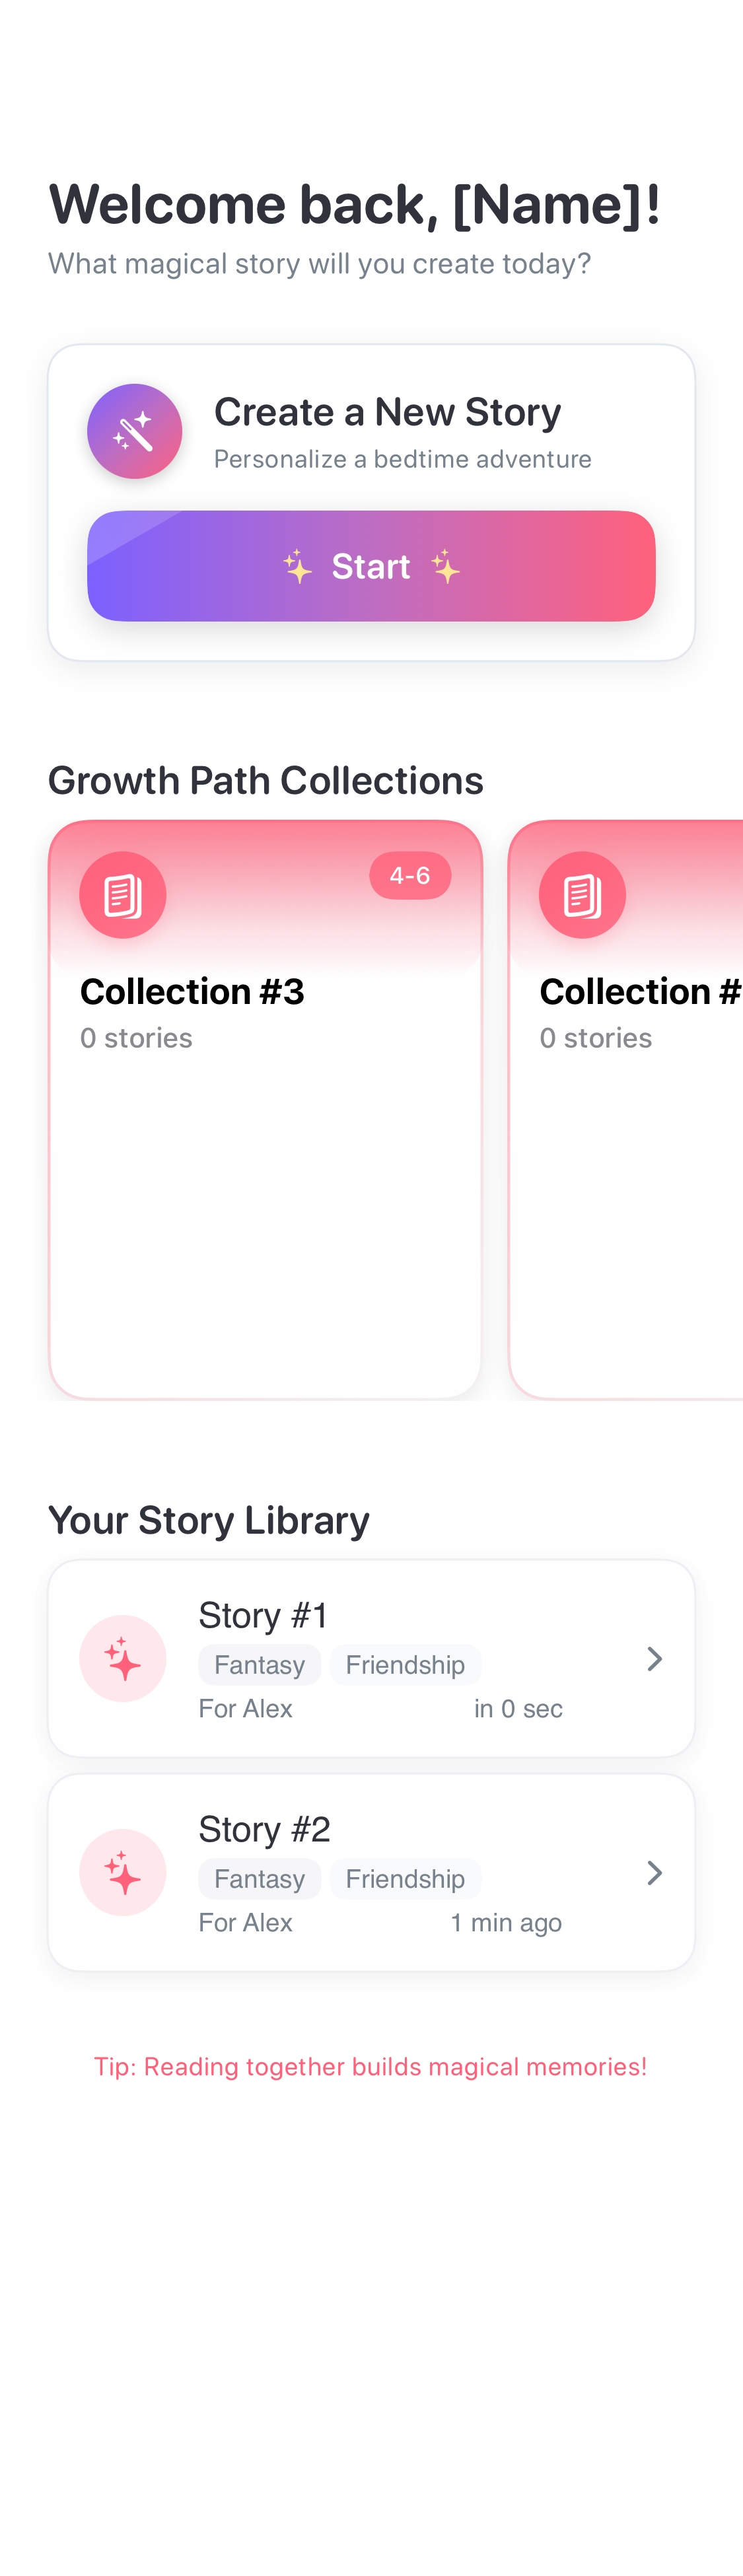 Welcome back, [Name]!
What magical story will you create today?
Create a New Story
Personalize a bedtime adventure
✨ Start ✨
Growth Path Collections
4-6
Collection #3
0 stories
Collection #
0 stories
Your Story Library
Story #1
Fantasy Friendship
For Alex in 0 sec
Story #2
Fantasy Friendship
For Alex 1 min ago
Tip: Reading together builds magical memories!